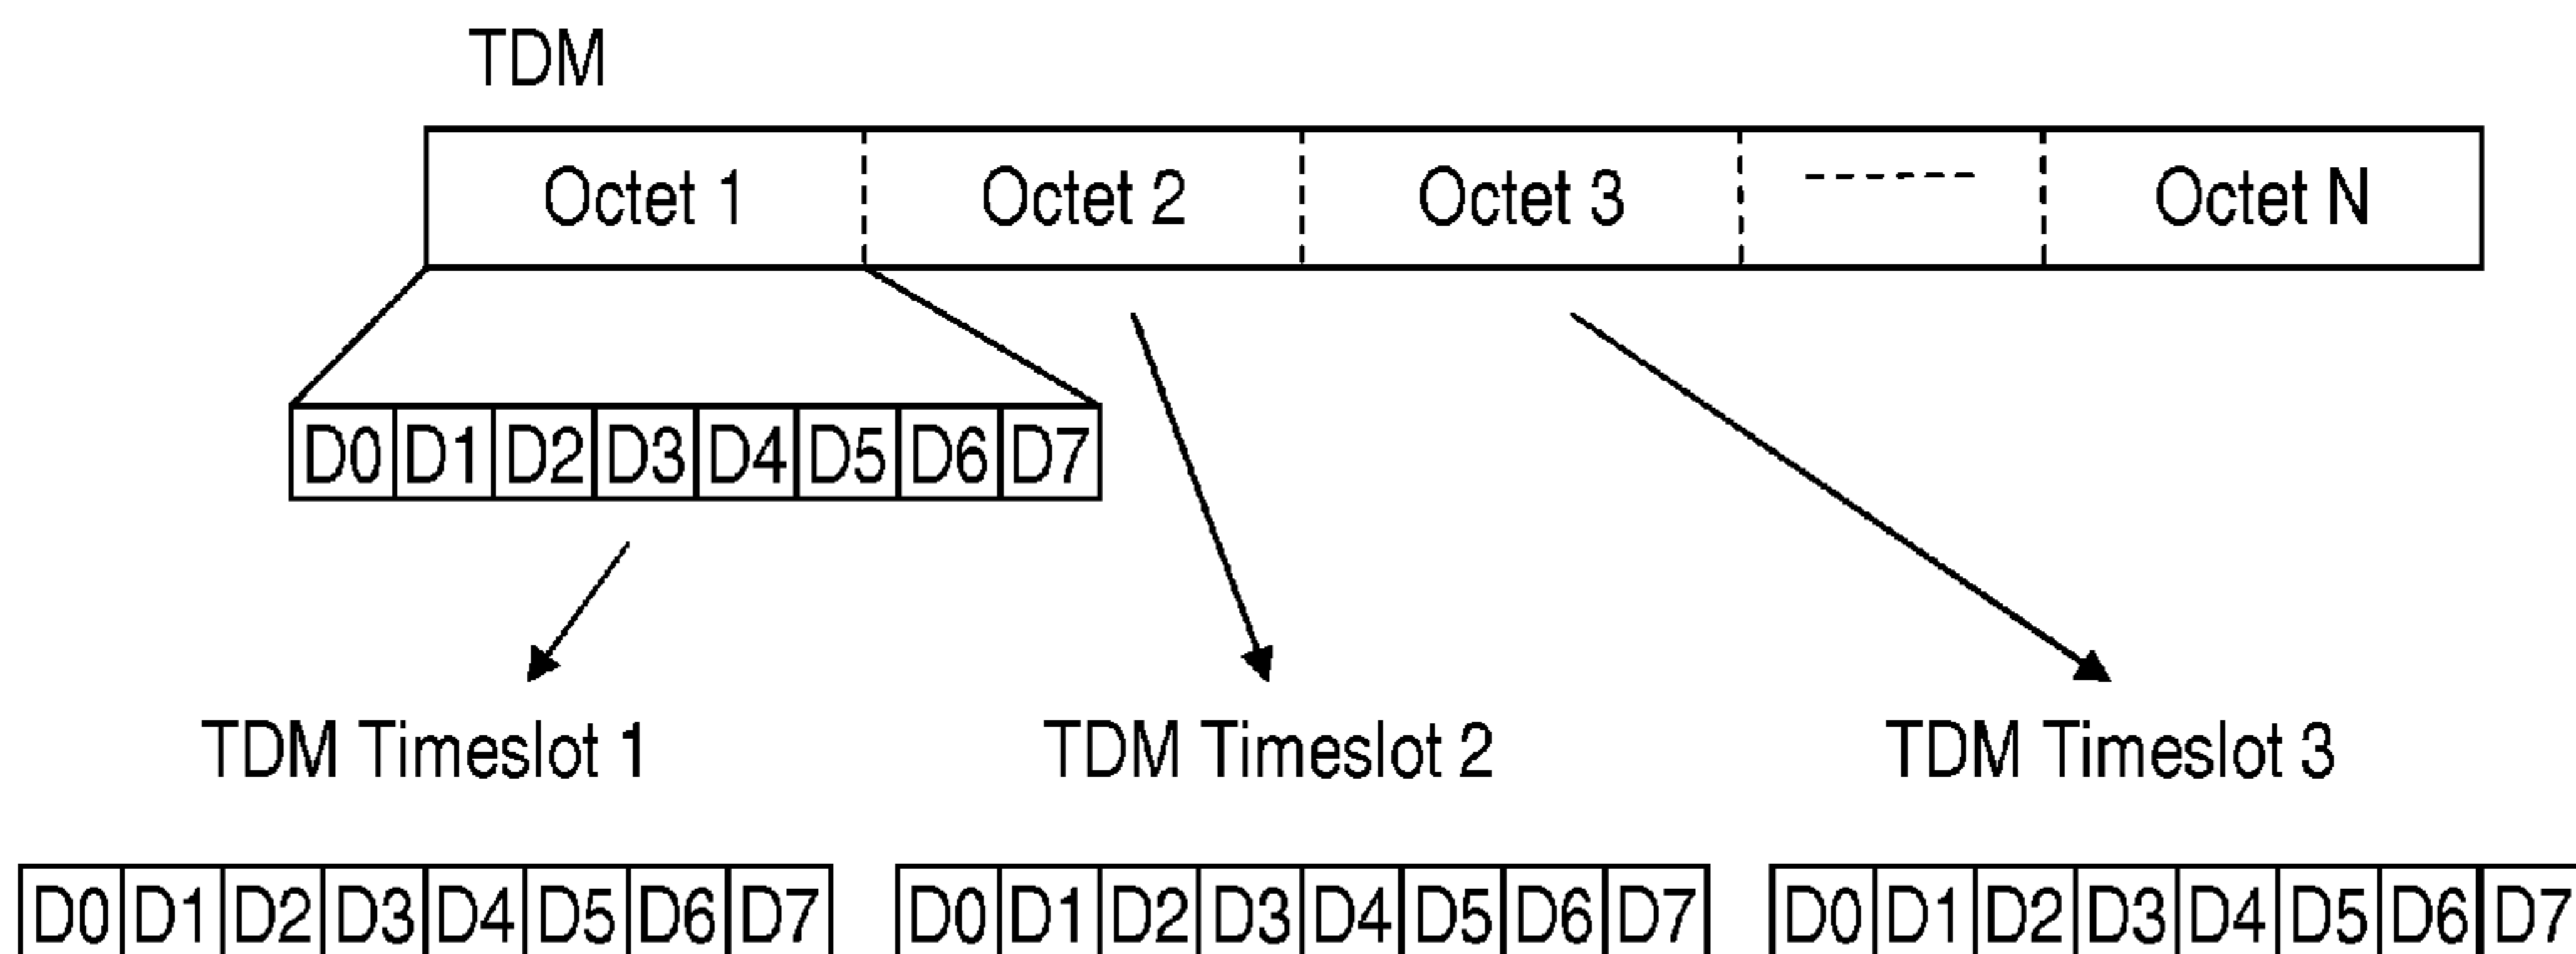 TDM
Octet 1 Octet 2 Octet 3 Octet N
D0 D1 D2 D3 D4 D5 D6 D7
TDM Timeslot 1 TDM Timeslot 2 TDM Timeslot 3
D0 D1 D2 D3 D4 D5 D6 D7 D0 D1 D2 D3 D4 D5 D6 D7 D0 D1 D2 D3 D4 D5 D6 D7